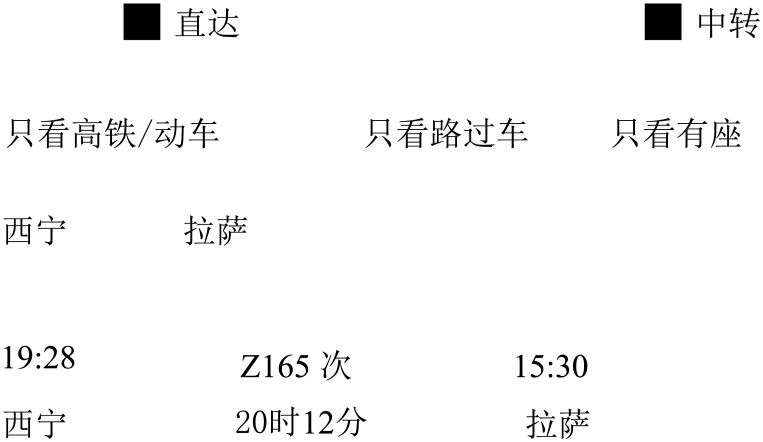 ■ 直达 ■ 中转
只看高铁/动车 只看路过车 只看有座
西宁 拉萨
19:28 Z165 次 15:30
西宁 20时12分 拉萨